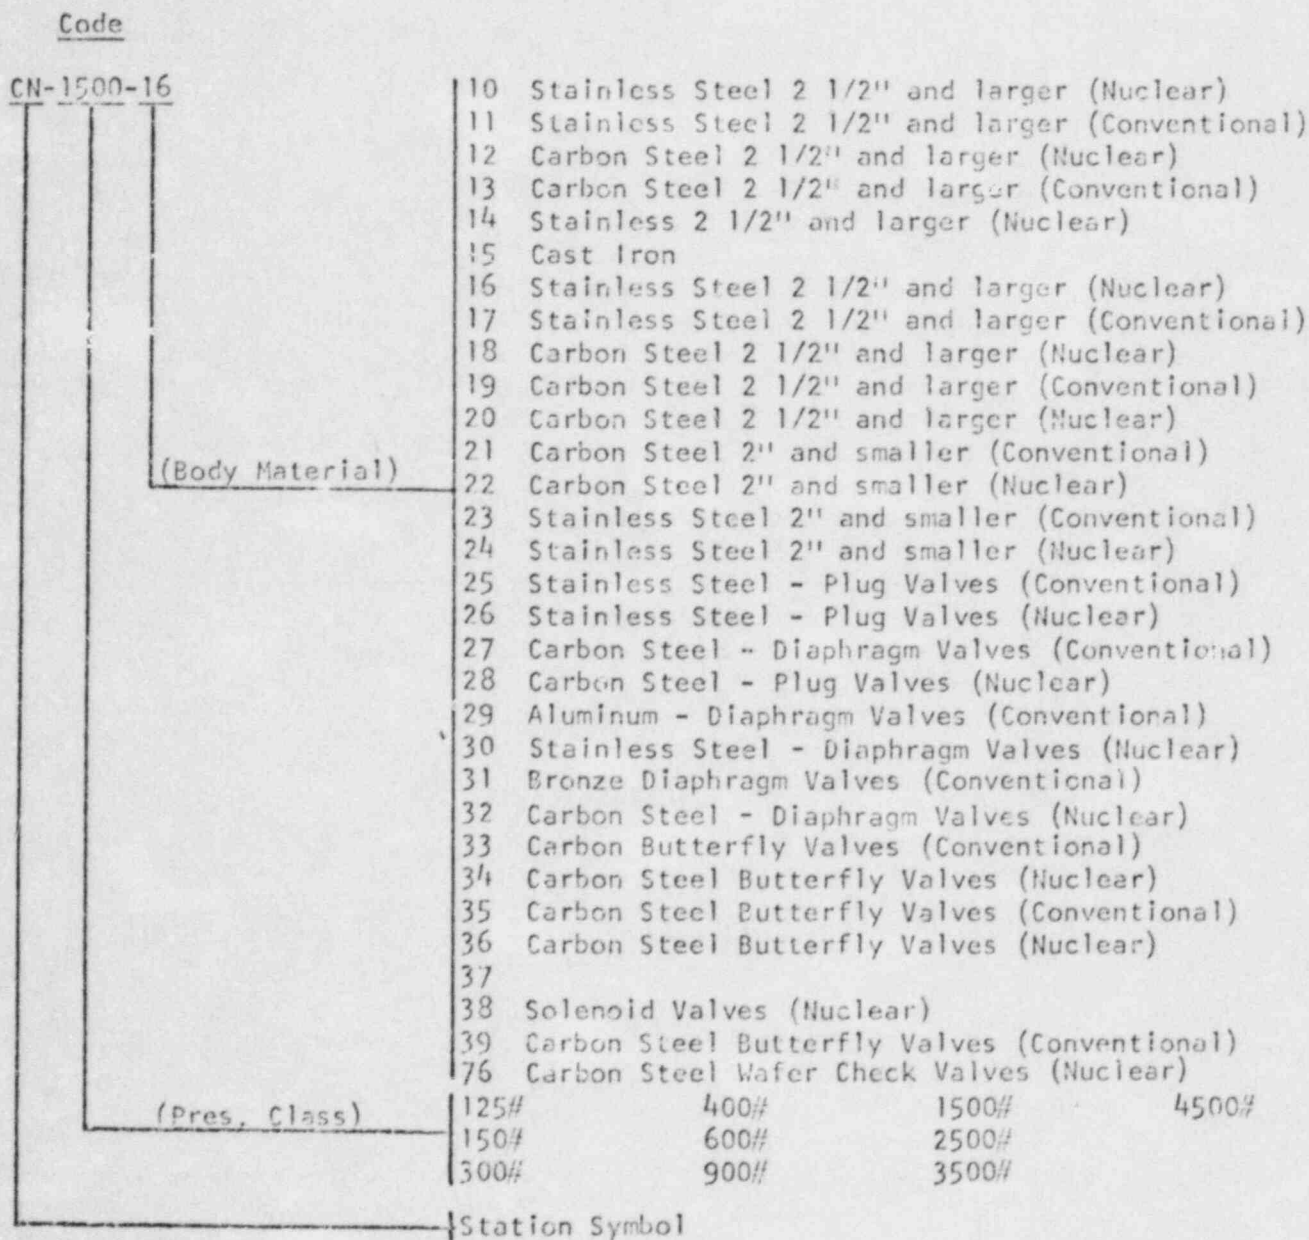 Code
CN-1500-16
10 Stainless Steel 2 1/2" and larger (Nuclear)
11 Stainless Steel 2 1/2" and larger (Conventional)
12 Carbon Steel 2 1/2" and larger (Nuclear)
13 Carbon Steel 2 1/2" and larger (Conventional)
14 Stainless 2 1/2" and larger (Nuclear)
15 Cast Iron
16 Stainless Steel 2 1/2" and larger (Nuclear)
17 Stainless Steel 2 1/2" and larger (Conventional)
18 Carbon Steel 2 1/2" and larger (Nuclear)
19 Carbon Steel 2 1/2" and larger (Conventional)
20 Carbon Steel 2 1/2" and larger (Nuclear)
21 Carbon Steel 2" and smaller (Conventional)
(Body Material)
22 Carbon Steel 2" and smaller (Nuclear)
23 Stainless Steel 2" and smaller (Conventional)
24 Stainless Steel 2" and smaller (Nuclear)
25 Stainless Steel - Plug Valves (Conventional)
26 Stainless Steel - Plug Valves (Nuclear)
27 Carbon Steel - Diaphragm Valves (Conventional)
28 Carbon Steel - Plug Valves (Nuclear)
29 Aluminum - Diaphragm Valves (Conventional)
30 Stainless Steel - Diaphragm Valves (Nuclear)
31 Bronze Diaphragm Valves (Conventional)
32 Carbon Steel - Diaphragm Valves (Nuclear)
33 Carbon Butterfly Valves (Conventional)
34 Carbon Steel Butterfly Valves (Nuclear)
35 Carbon Steel Butterfly Valves (Conventional)
36 Carbon Steel Butterfly Valves (Nuclear)
37
38 Solenoid Valves (Nuclear)
39 Carbon Steel Butterfly Valves (Conventional)
76 Carbon Steel Wafer Check Valves (Nuclear)
(Pres, Class)
125# 400# 1500# 4500#
150# 600# 2500#
300# 900# 3500#
Station Symbol